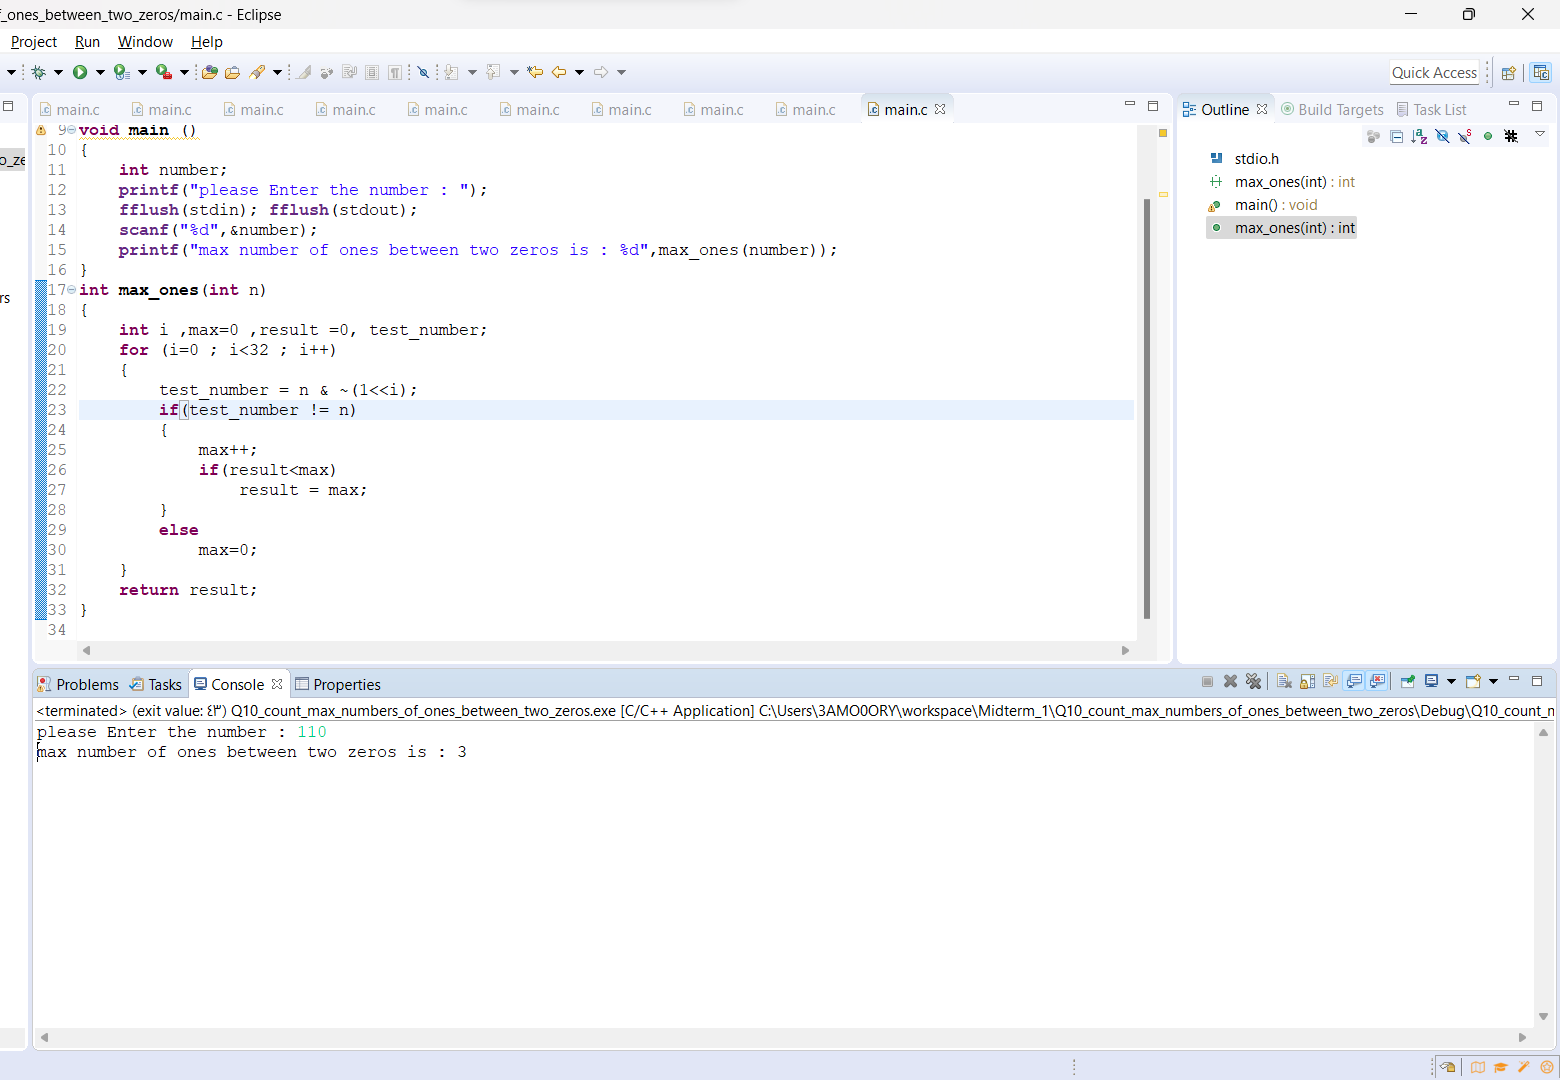 _ones_between_two_zeros/main.c - Eclipse
Project Run Window Help
Quick Access
main.c main.c main.c main.c main.c main.c main.c main.c main.c main.c
Outline Build Targets Task List
9 void main ()
10 {
11 int number;
12 printf("please Enter the number : ");
13 fflush(stdin); fflush(stdout);
14 scanf("%d",&number);
15 printf("max number of ones between two zeros is : %d",max_ones(number));
16 }
17 int max_ones(int n)
18 {
19 int i ,max=0 ,result =0, test_number;
20 for (i=0 ; i<32 ; i++)
21 {
22 test_number = n & ~(1<<i);
23 if(test_number != n)
24 {
25 max++;
26 if(result<max)
27 result = max;
28 }
29 else
30 max=0;
31 }
32 return result;
33 }
34
o_ze
rs
stdio.h
max_ones(int) : int
main() : void
max_ones(int) : int
Problems Tasks Console Properties
<terminated> (exit value: ٤٣) Q10_count_max_numbers_of_ones_between_two_zeros.exe [C/C++ Application] C:\Users\3AMO0ORY\workspace\Midterm_1\Q10_count_max_numbers_of_ones_between_two_zeros\Debug\Q10_count_n
please Enter the number : 110
max number of ones between two zeros is : 3